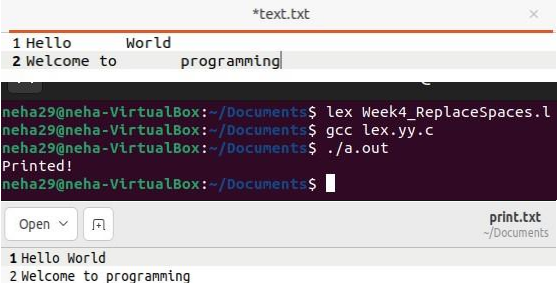 *text.txt
1 Hello       World
2 Welcome to         programming
neha29@neha-VirtualBox:~/Documents$ lex Week4_ReplaceSpaces.l
neha29@neha-VirtualBox:~/Documents$ gcc lex.yy.c
neha29@neha-VirtualBox:~/Documents$ ./a.out
Printed!
neha29@neha-VirtualBox:~/Documents$
Open
print.txt
~/Documents
1 Hello World
2 Welcome to programming